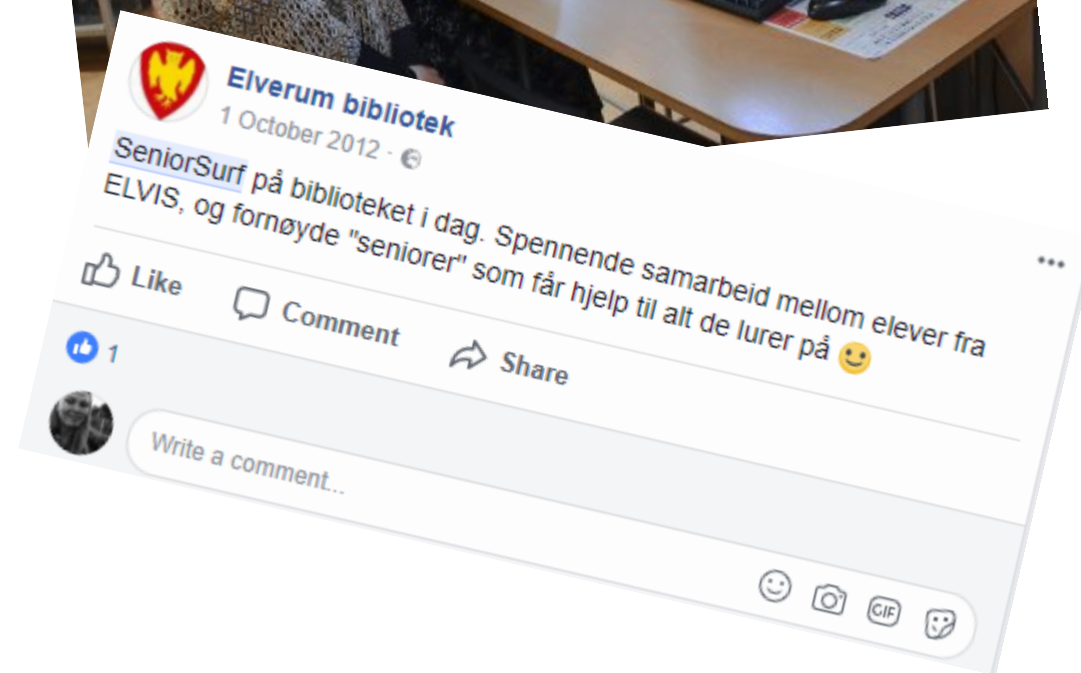 Elverum bibliotek
1 October 2012 ·
SeniorSurf på biblioteket i dag. Spennende samarbeid mellom elever fra
ELVIS, og fornøyde "seniorer" som får hjelp til alt de lurer på 🙂
Like Comment Share
1
Write a comment...
GIF